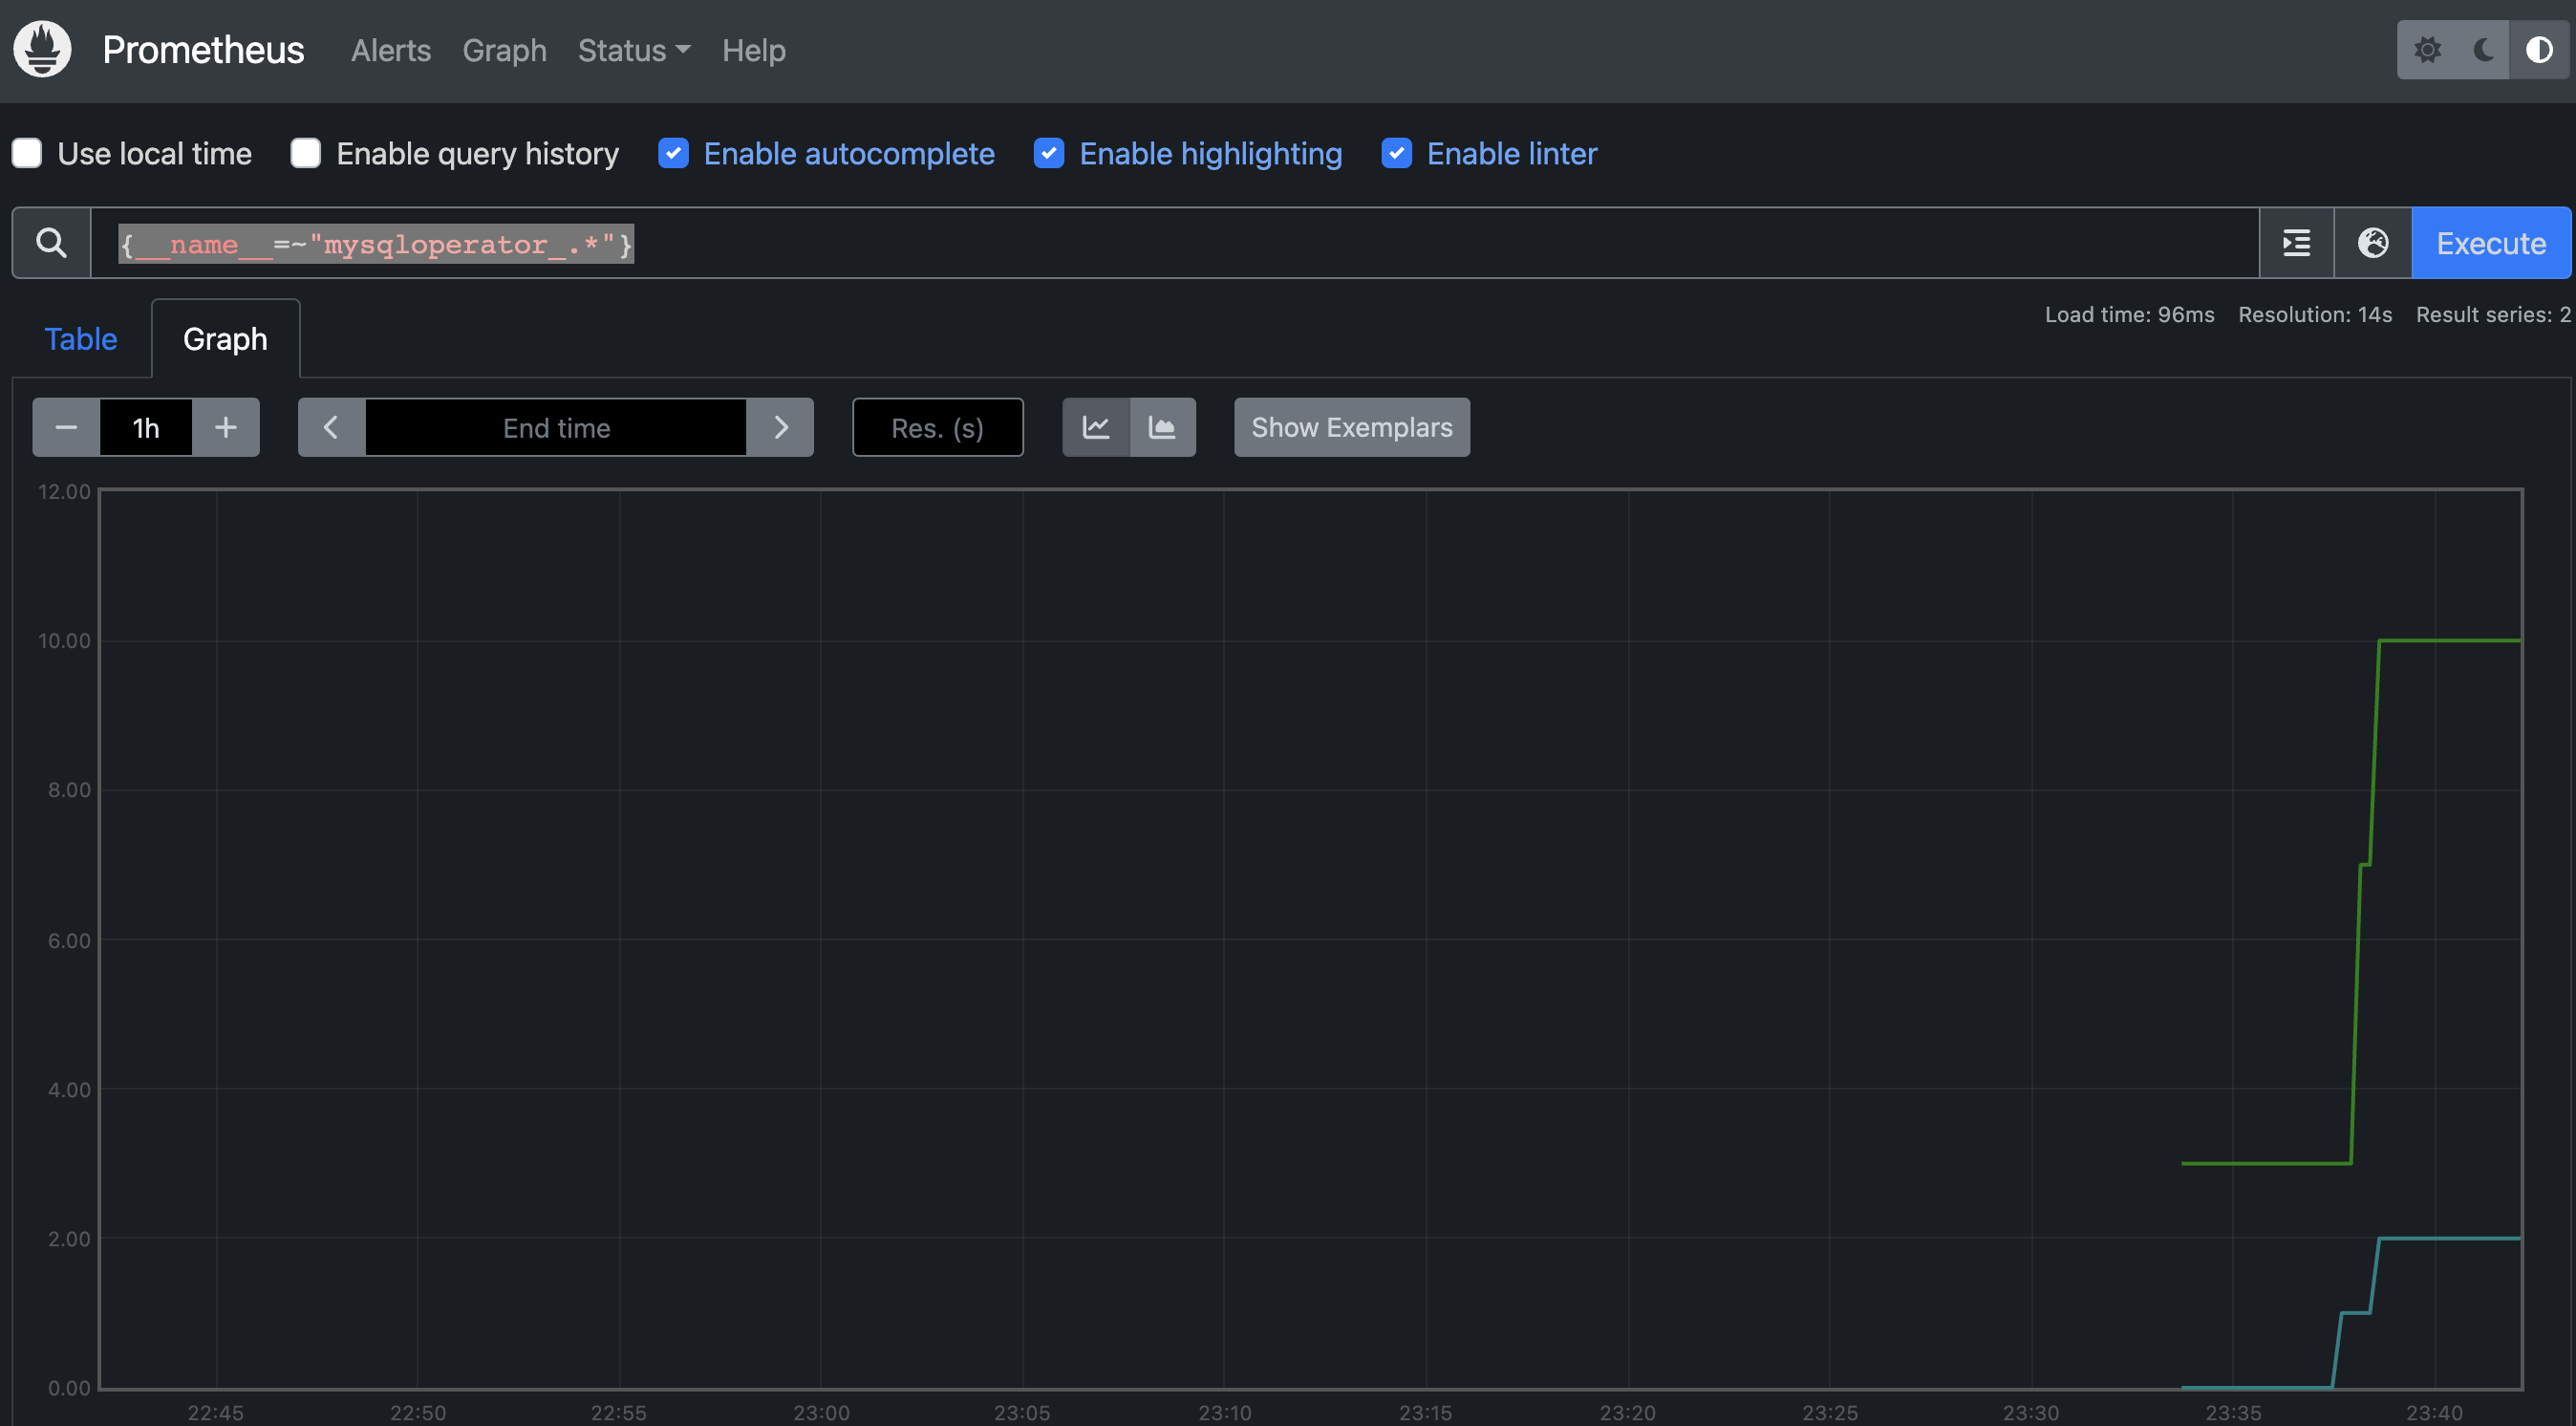 Prometheus Alerts Graph Status Help
Use local time Enable query history Enable autocomplete Enable highlighting Enable linter
{__name__=~"mysqloperator_.*"} Execute
Table Graph Load time: 96ms Resolution: 14s Result series: 2
1h End time Res. (s) Show Exemplars
12.00
10.00
8.00
6.00
4.00
2.00
0.00
22:45 22:50 22:55 23:00 23:05 23:10 23:15 23:20 23:25 23:30 23:35 23:40